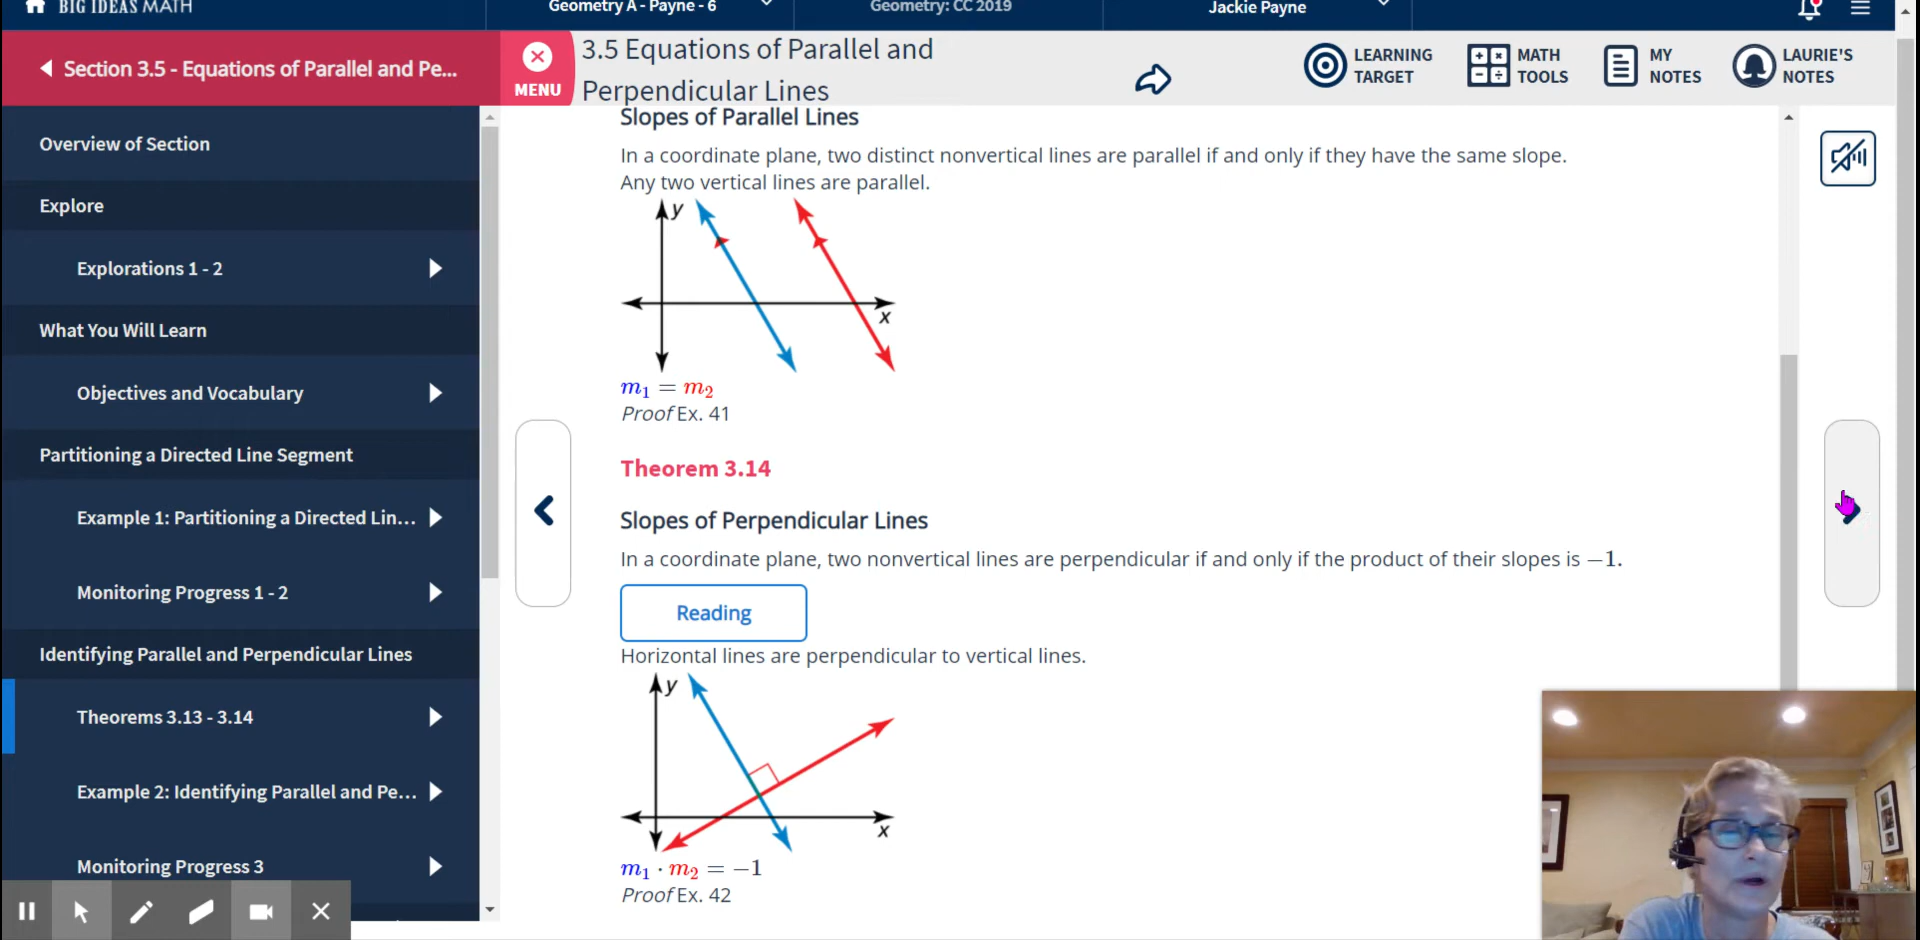 BIG IDEAS MATH
Geometry A - Payne - 6
Geometry: CC 2019
Jackie Payne
Section 3.5 - Equations of Parallel and Pe...
MENU
3.5 Equations of Parallel and
Perpendicular Lines
LEARNING
TARGET
MATH
TOOLS
MY
NOTES
LAURIE'S
NOTES
Overview of Section
Explore
Explorations 1 - 2
What You Will Learn
Objectives and Vocabulary
Partitioning a Directed Line Segment
Example 1: Partitioning a Directed Lin...
Monitoring Progress 1 - 2
Identifying Parallel and Perpendicular Lines
Theorems 3.13 - 3.14
Example 2: Identifying Parallel and Pe...
Monitoring Progress 3
Slopes of Parallel Lines
In a coordinate plane, two distinct nonvertical lines are parallel if and only if they have the same slope.
Any two vertical lines are parallel.
y
x
m₁ = m₂
Proof Ex. 41
Theorem 3.14
Slopes of Perpendicular Lines
In a coordinate plane, two nonvertical lines are perpendicular if and only if the product of their slopes is −1.
Reading
Horizontal lines are perpendicular to vertical lines.
y
x
m₁ · m₂ = −1
Proof Ex. 42